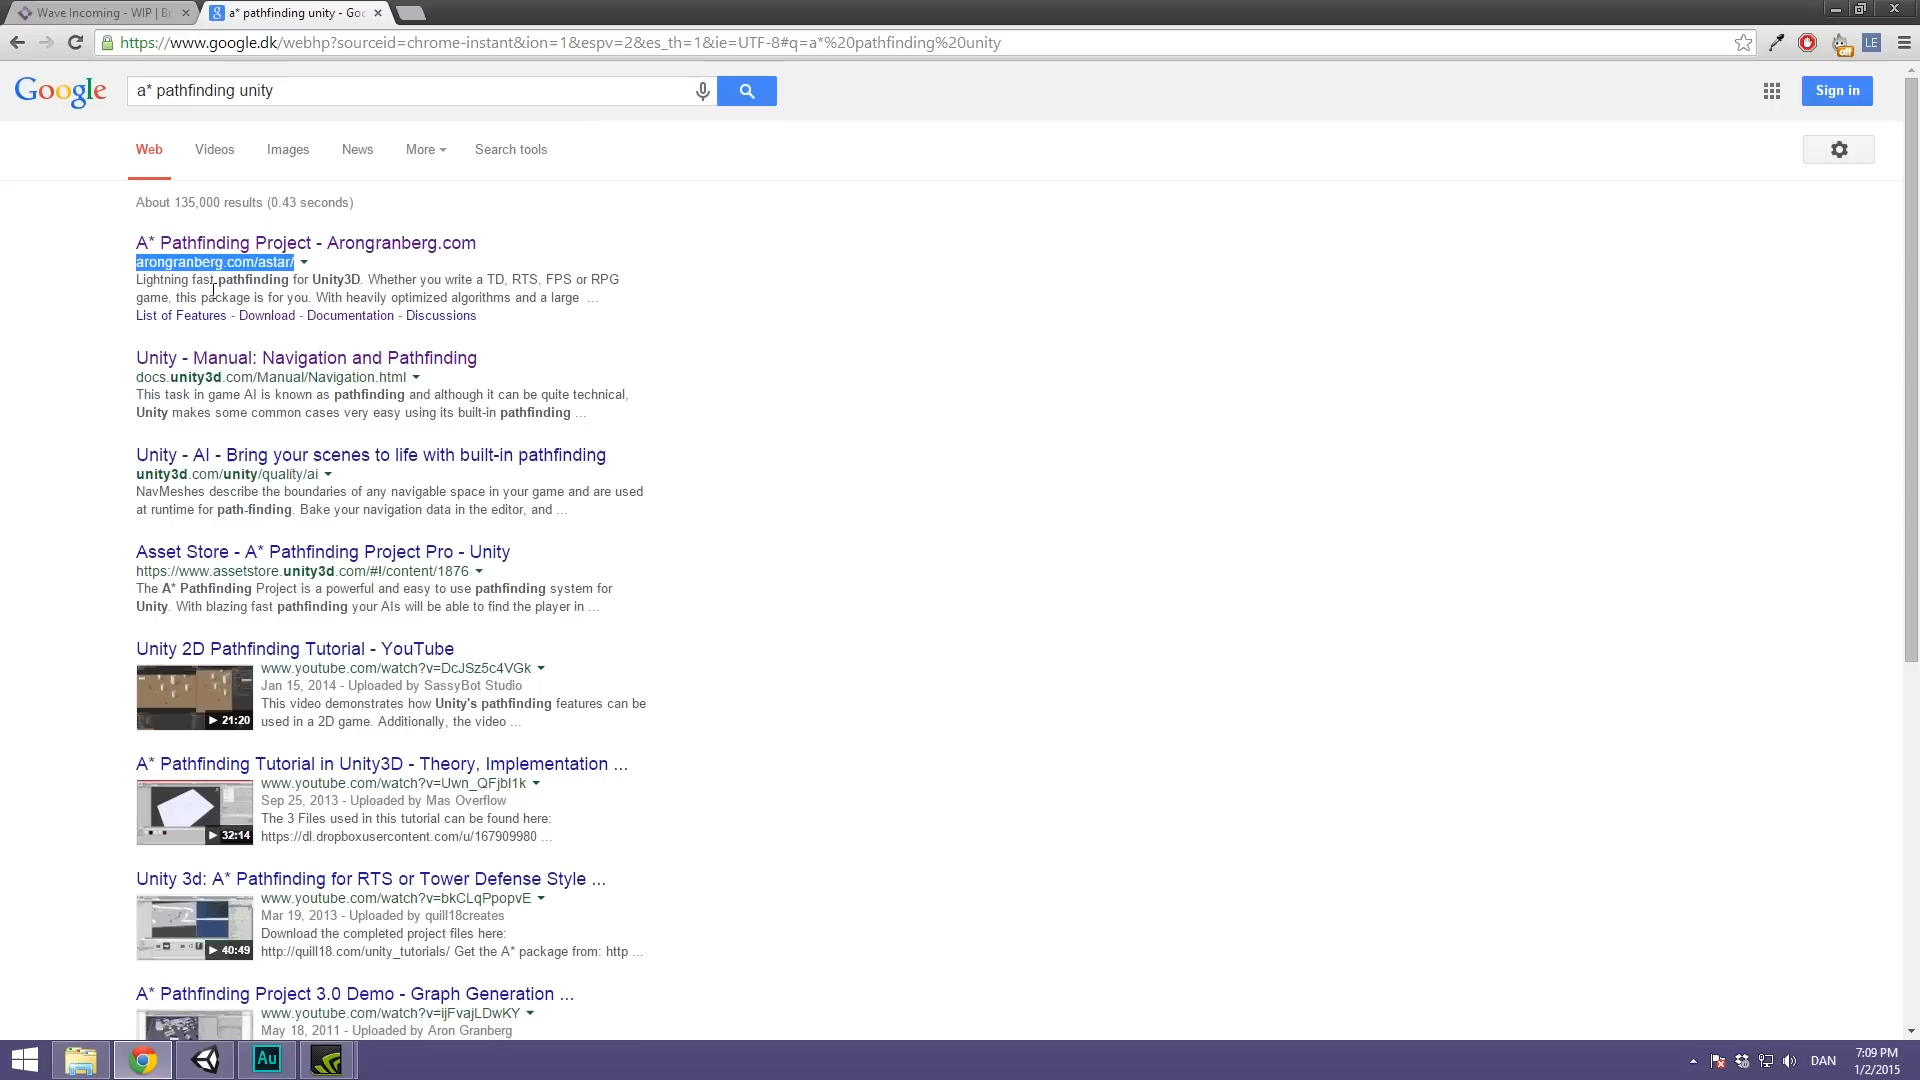 Wave Incoming - WIP | Br
a* pathfinding unity - Goo
https://www.google.dk/webhp?sourceid=chrome-instant&ion=1&espv=2&es_th=1&ie=UTF-8#q=a*%20pathfinding%20unity
off
LE
Google
a* pathfinding unity
Sign in
Web Videos Images News More Search tools
About 135,000 results (0.43 seconds)
A* Pathfinding Project - Arongranberg.com
arongranberg.com/astar/
Lightning fast pathfinding for Unity3D. Whether you write a TD, RTS, FPS or RPG
game, this package is for you. With heavily optimized algorithms and a large ...
List of Features - Download - Documentation - Discussions
Unity - Manual: Navigation and Pathfinding
docs.unity3d.com/Manual/Navigation.html
This task in game AI is known as pathfinding and although it can be quite technical,
Unity makes some common cases very easy using its built-in pathfinding ...
Unity - AI - Bring your scenes to life with built-in pathfinding
unity3d.com/unity/quality/ai
NavMeshes describe the boundaries of any navigable space in your game and are used
at runtime for path-finding. Bake your navigation data in the editor, and ...
Asset Store - A* Pathfinding Project Pro - Unity
https://www.assetstore.unity3d.com/#!/content/1876
The A* Pathfinding Project is a powerful and easy to use pathfinding system for
Unity. With blazing fast pathfinding your AIs will be able to find the player in ...
Unity 2D Pathfinding Tutorial - YouTube
www.youtube.com/watch?v=DcJSz5c4VGk
Jan 15, 2014 - Uploaded by SassyBot Studio
This video demonstrates how Unity's pathfinding features can be
used in a 2D game. Additionally, the video ...
21:20
A* Pathfinding Tutorial in Unity3D - Theory, Implementation ...
www.youtube.com/watch?v=Uwn_QFjbI1k
Sep 25, 2013 - Uploaded by Mas Overflow
The 3 Files used in this tutorial can be found here:
https://dl.dropboxusercontent.com/u/167909980 ...
32:14
Unity 3d: A* Pathfinding for RTS or Tower Defense Style ...
www.youtube.com/watch?v=bkCLqPpopvE
Mar 19, 2013 - Uploaded by quill18creates
Download the completed project files here:
http://quill18.com/unity_tutorials/ Get the A* package from: http ...
40:49
A* Pathfinding Project 3.0 Demo - Graph Generation ...
www.youtube.com/watch?v=ijFvajLDwKY
May 18, 2011 - Uploaded by Aron Granberg
Au
DAN
7:09 PM
1/2/2015